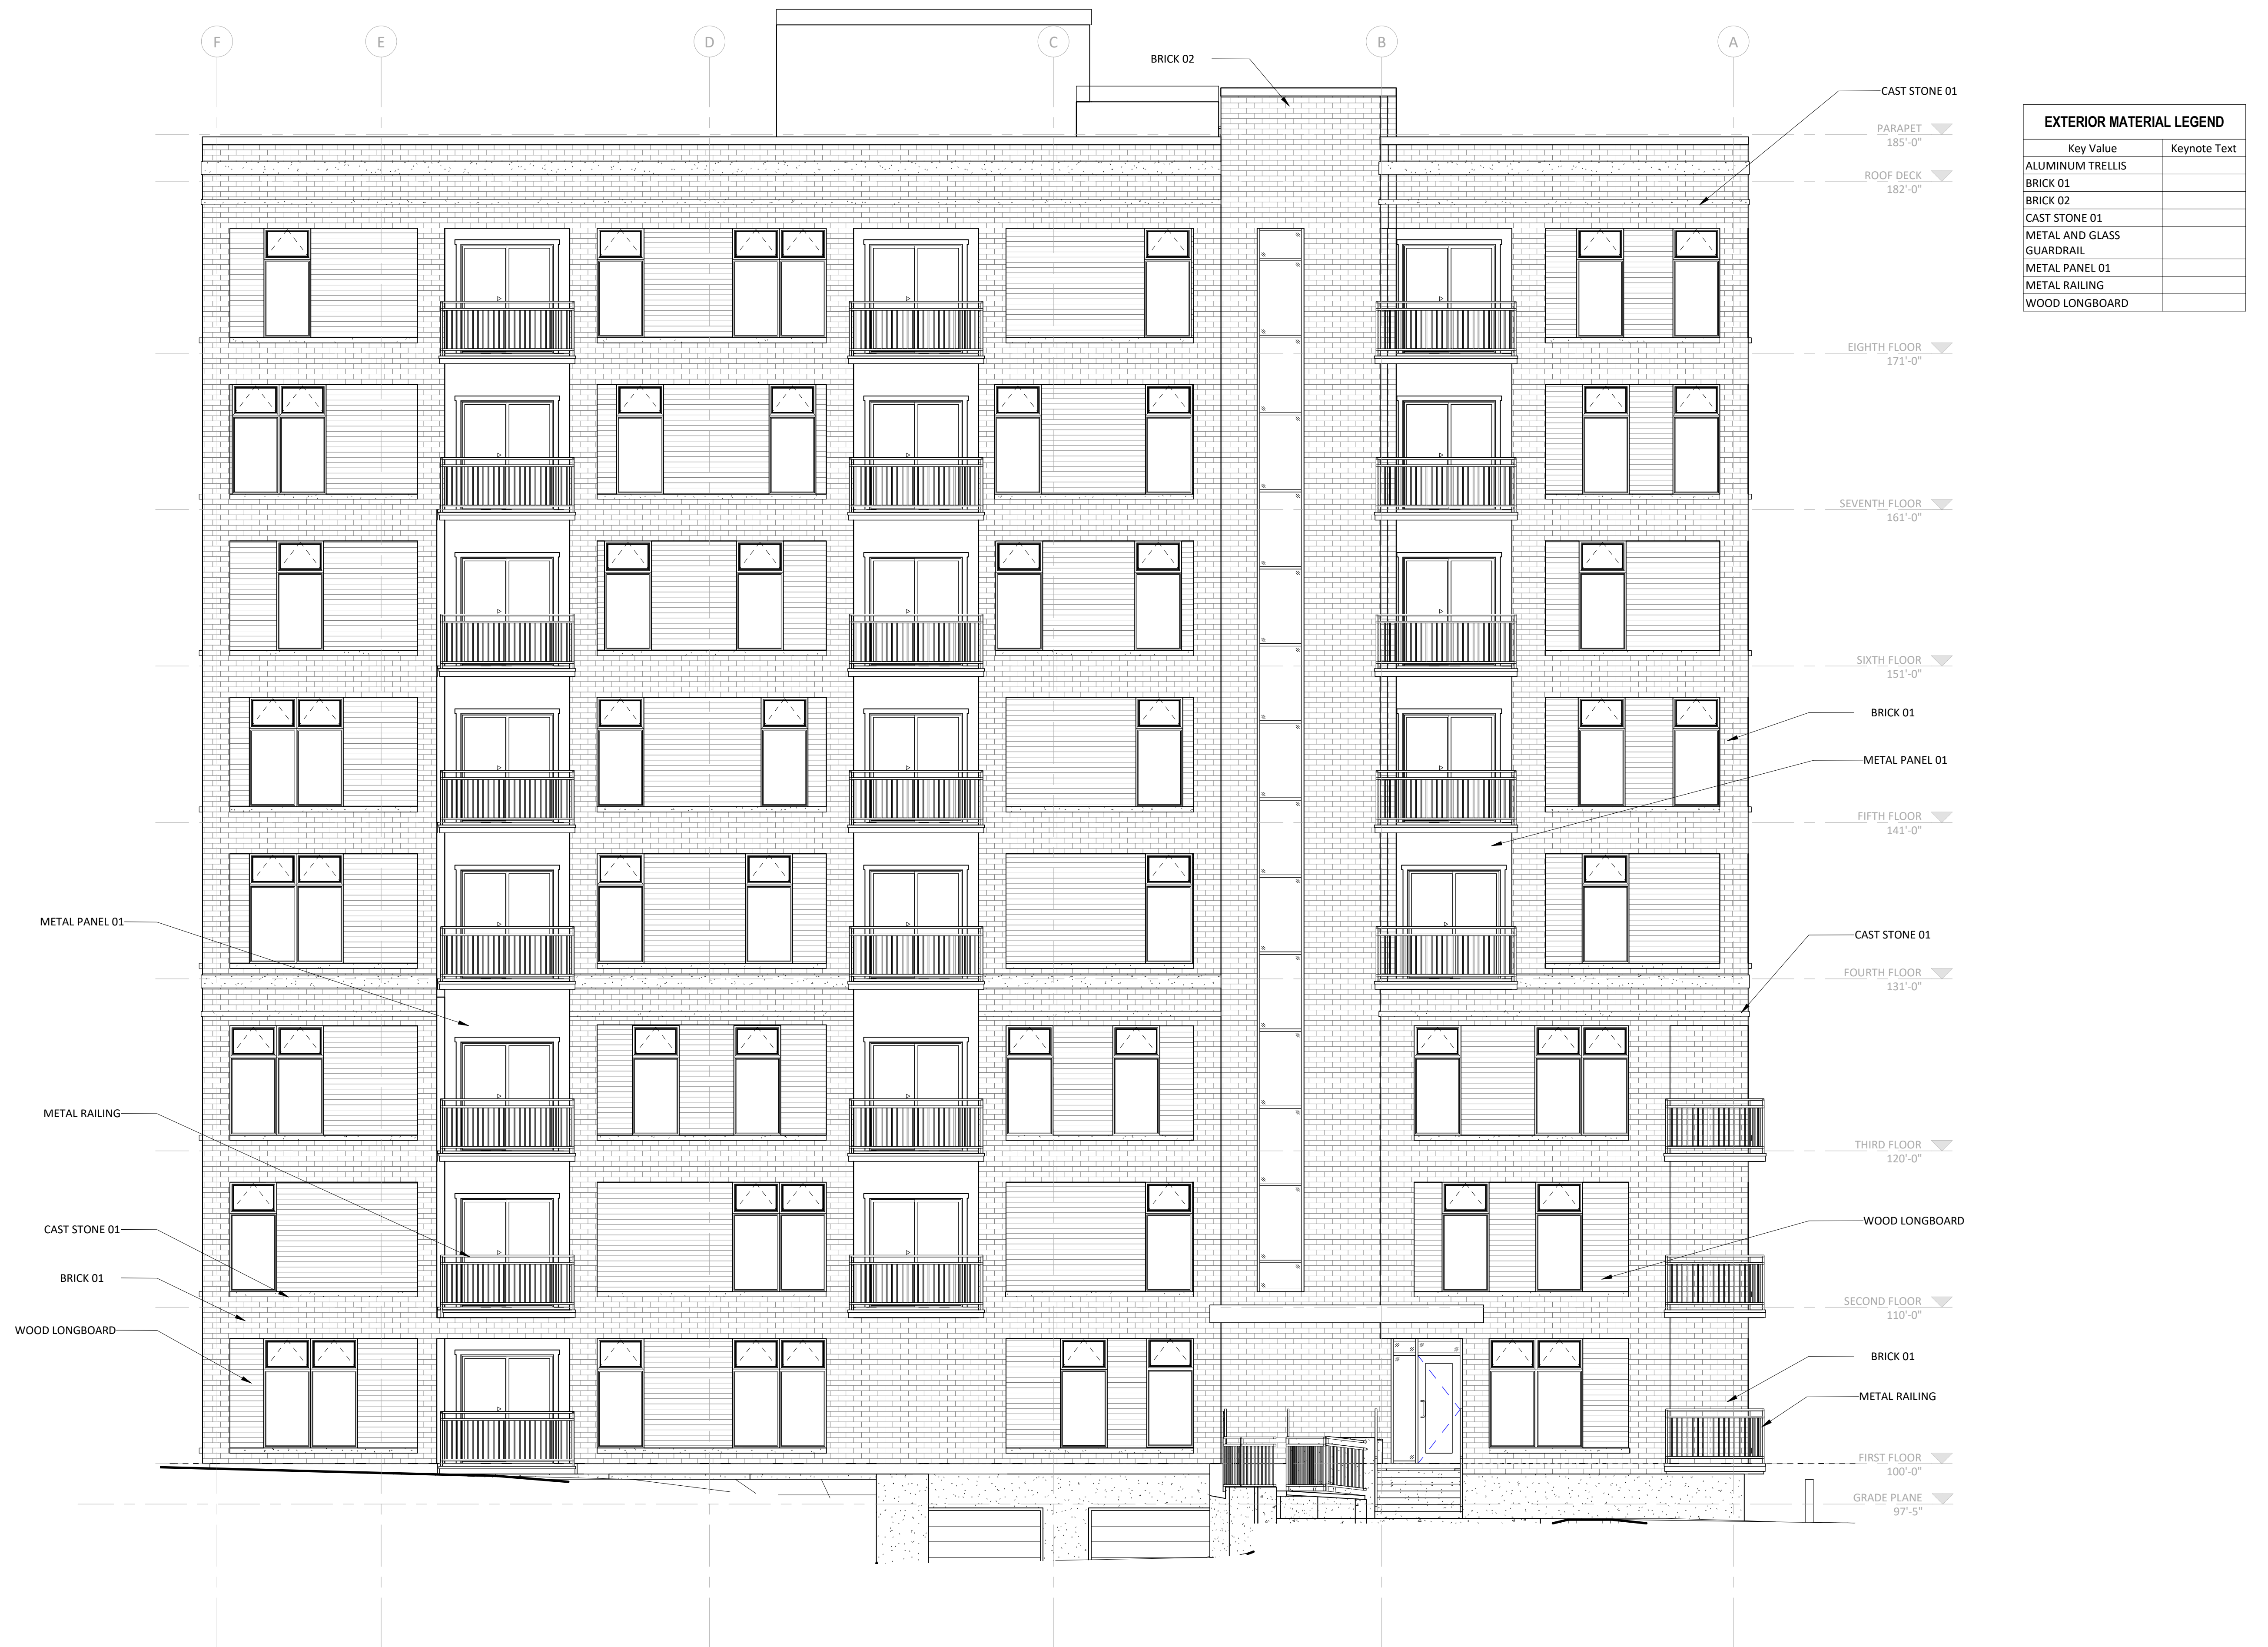 F
E
D
C
B
A
BRICK 02
CAST STONE 01
EXTERIOR MATERIAL LEGEND
Key Value Keynote Text
ALUMINUM TRELLIS
BRICK 01
BRICK 02
CAST STONE 01
METAL AND GLASS
GUARDRAIL
METAL PANEL 01
METAL RAILING
WOOD LONGBOARD
PARAPET
185'-0"
ROOF DECK
182'-0"
EIGHTH FLOOR
171'-0"
SEVENTH FLOOR
161'-0"
SIXTH FLOOR
151'-0"
BRICK 01
METAL PANEL 01
FIFTH FLOOR
141'-0"
METAL PANEL 01
CAST STONE 01
FOURTH FLOOR
131'-0"
METAL RAILING
THIRD FLOOR
120'-0"
CAST STONE 01
WOOD LONGBOARD
BRICK 01
SECOND FLOOR
110'-0"
WOOD LONGBOARD
BRICK 01
METAL RAILING
FIRST FLOOR
100'-0"
GRADE PLANE
97'-5"